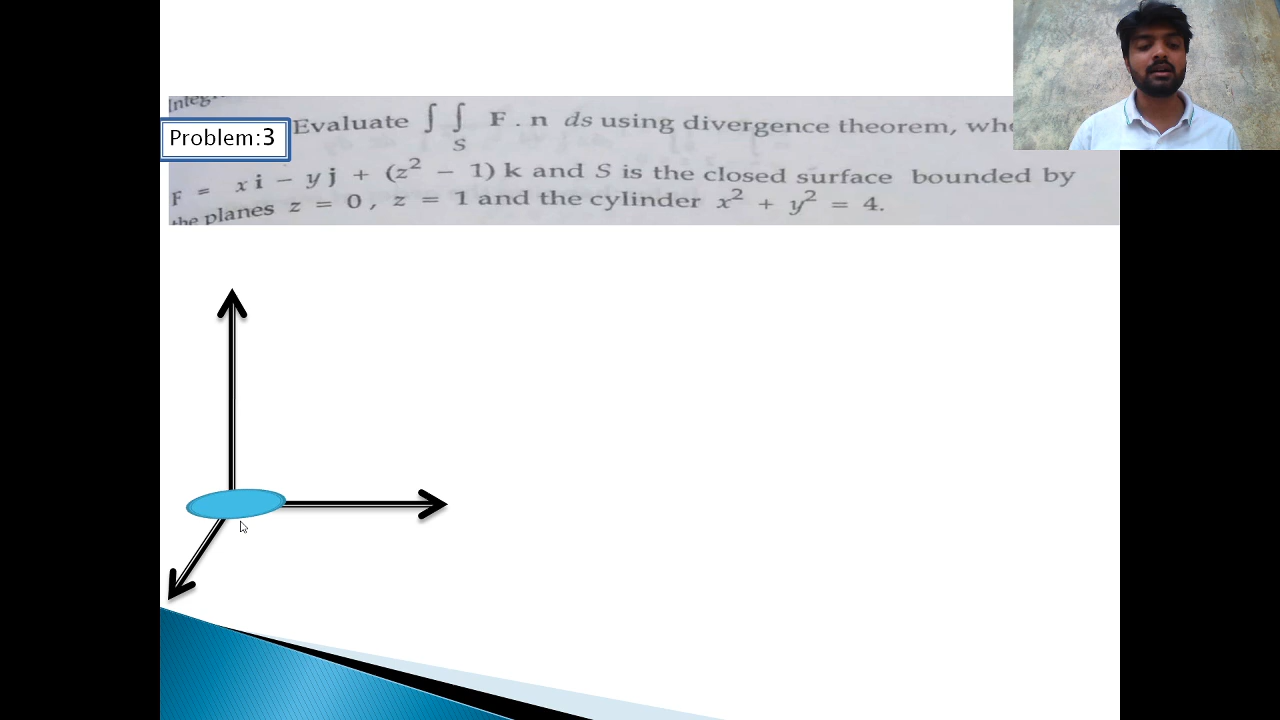 Integ
Problem:3
Evaluate ∫ ∫ F . n ds using divergence theorem, whe
S
F = x i − y j + (z² − 1) k and S is the closed surface bounded by
the planes z = 0 , z = 1 and the cylinder x² + y² = 4.